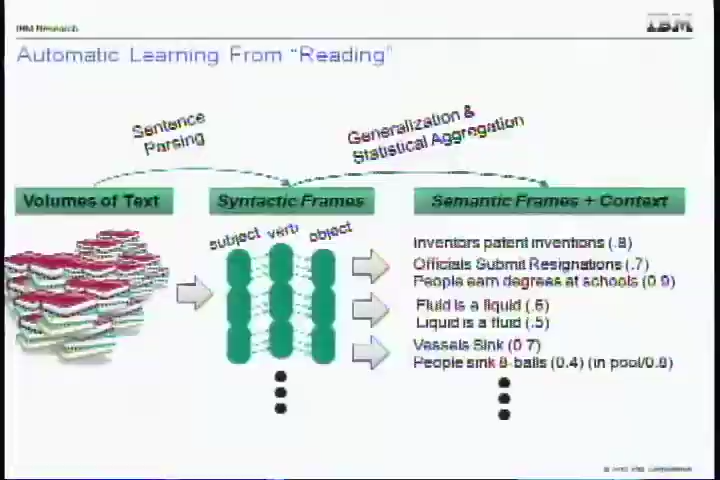 IBM Research
IBM
Automatic Learning From "Reading"
Sentence
Parsing
Generalization &
Statistical Aggregation
Volumes of Text
Syntactic Frames
Semantic Frames + Context
subject verb object
Inventors patent inventions (.8)
Officials Submit Resignations (.7)
People earn degrees at schools (0.9)
Fluid is a liquid (.6)
Liquid is a fluid (.5)
Vessels Sink (0.7)
People sink 8-balls (0.4) (in pool/0.8)